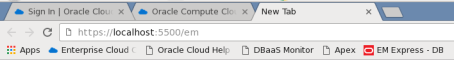 Sign In | Oracle Clou
Oracle Compute Clo
New Tab
https://localhost:5500/em
Apps
Enterprise Cloud
Oracle Cloud Help
DBaaS Monitor
Apex
EM Express - DB